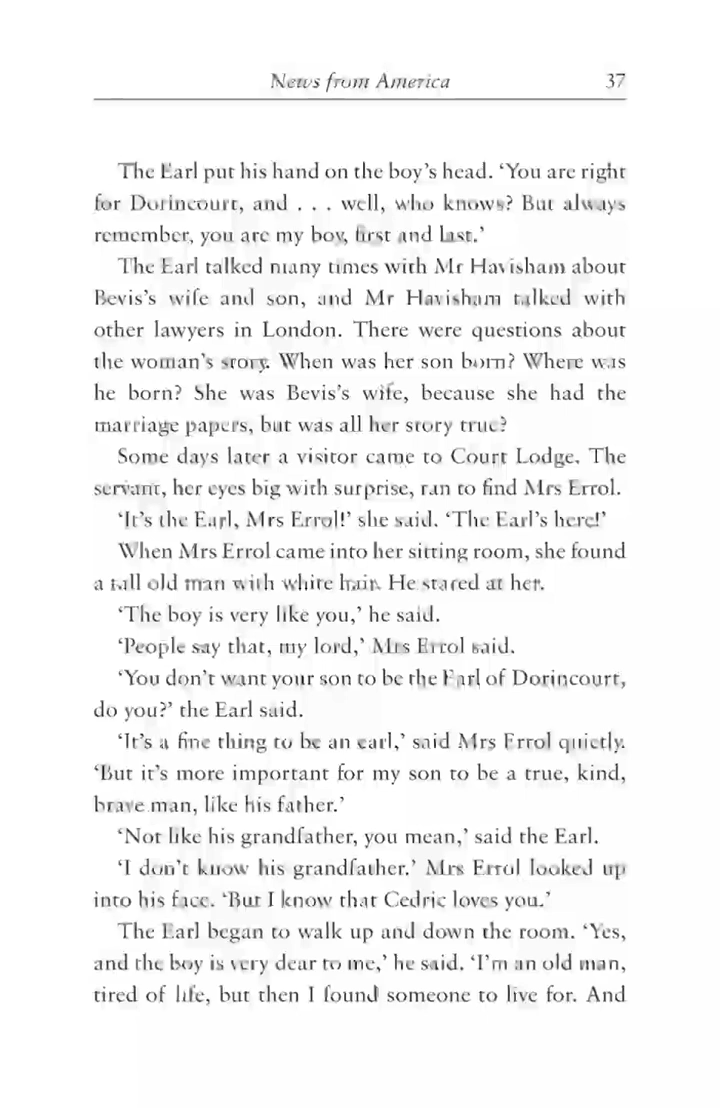 News from America 37
The Earl put his hand on the boy's head. ‘You are right
for Dorincourt, and . . . well, who knows? But always
remember, you are my boy, first and last.’
The Earl talked many times with Mr Havisham about
Bevis's wife and son, and Mr Havisham talked with
other lawyers in London. There were questions about
the woman's story. When was her son born? Where was
he born? She was Bevis's wife, because she had the
marriage papers, but was all her story true?
Some days later a visitor came to Court Lodge. The
servant, her eyes big with surprise, ran to find Mrs Errol.
‘It's the Earl, Mrs Errol!’ she said. ‘The Earl's here!’
When Mrs Errol came into her sitting room, she found
a tall old man with white hair. He stared at her.
‘The boy is very like you,’ he said.
‘People say that, my lord,’ Mrs Errol said.
‘You don't want your son to be the Earl of Dorincourt,
do you?’ the Earl said.
‘It's a fine thing to be an earl,’ said Mrs Errol quietly.
‘But it's more important for my son to be a true, kind,
brave man, like his father.’
‘Not like his grandfather, you mean,’ said the Earl.
‘I don't know his grandfather.’ Mrs Errol looked up
into his face. ‘But I know that Cedric loves you.’
The Earl began to walk up and down the room. ‘Yes,
and the boy is very dear to me,’ he said. ‘I'm an old man,
tired of life, but then I found someone to live for. And